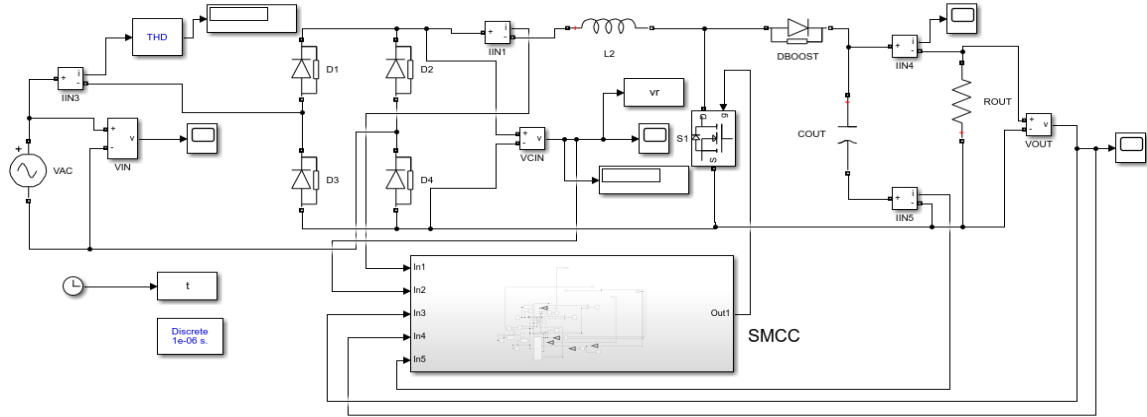 THD
IIN3
+
-
i
VAC
+
VIN
+
-
v
D1
D2
D3
D4
IIN1
+
-
i
L2
DBOOST
VCIN
+
-
v
vr
S1
D
g
S
COUT
IIN4
+
-
i
ROUT
IIN5
+
-
i
VOUT
+
-
v
t
Discrete
1e-06 s.
In1
In2
In3
In4
In5
Out1
SMCC